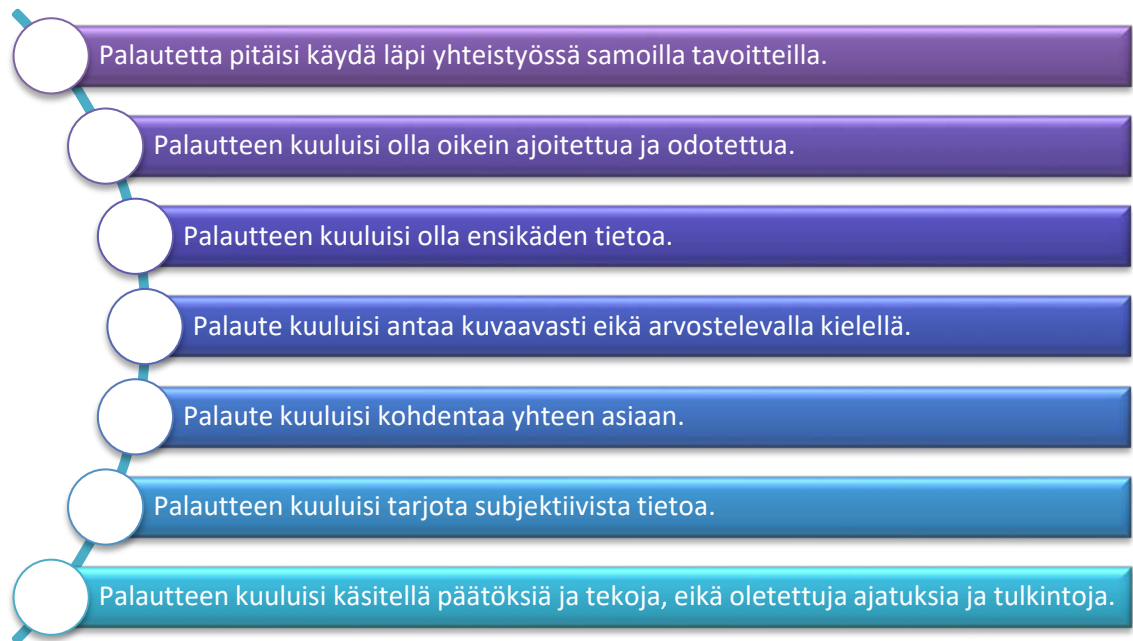 Palautetta pitäisi käydä läpi yhteistyössä samoilla tavoitteilla.
Palautteen kuuluisi olla oikein ajoitettua ja odotettua.
Palautteen kuuluisi olla ensikäden tietoa.
Palaute kuuluisi antaa kuvaavasti eikä arvostelevalla kielellä.
Palaute kuuluisi kohdentaa yhteen asiaan.
Palautteen kuuluisi tarjota subjektiivista tietoa.
Palautteen kuuluisi käsitellä päätöksiä ja tekoja, eikä oletettuja ajatuksia ja tulkintoja.